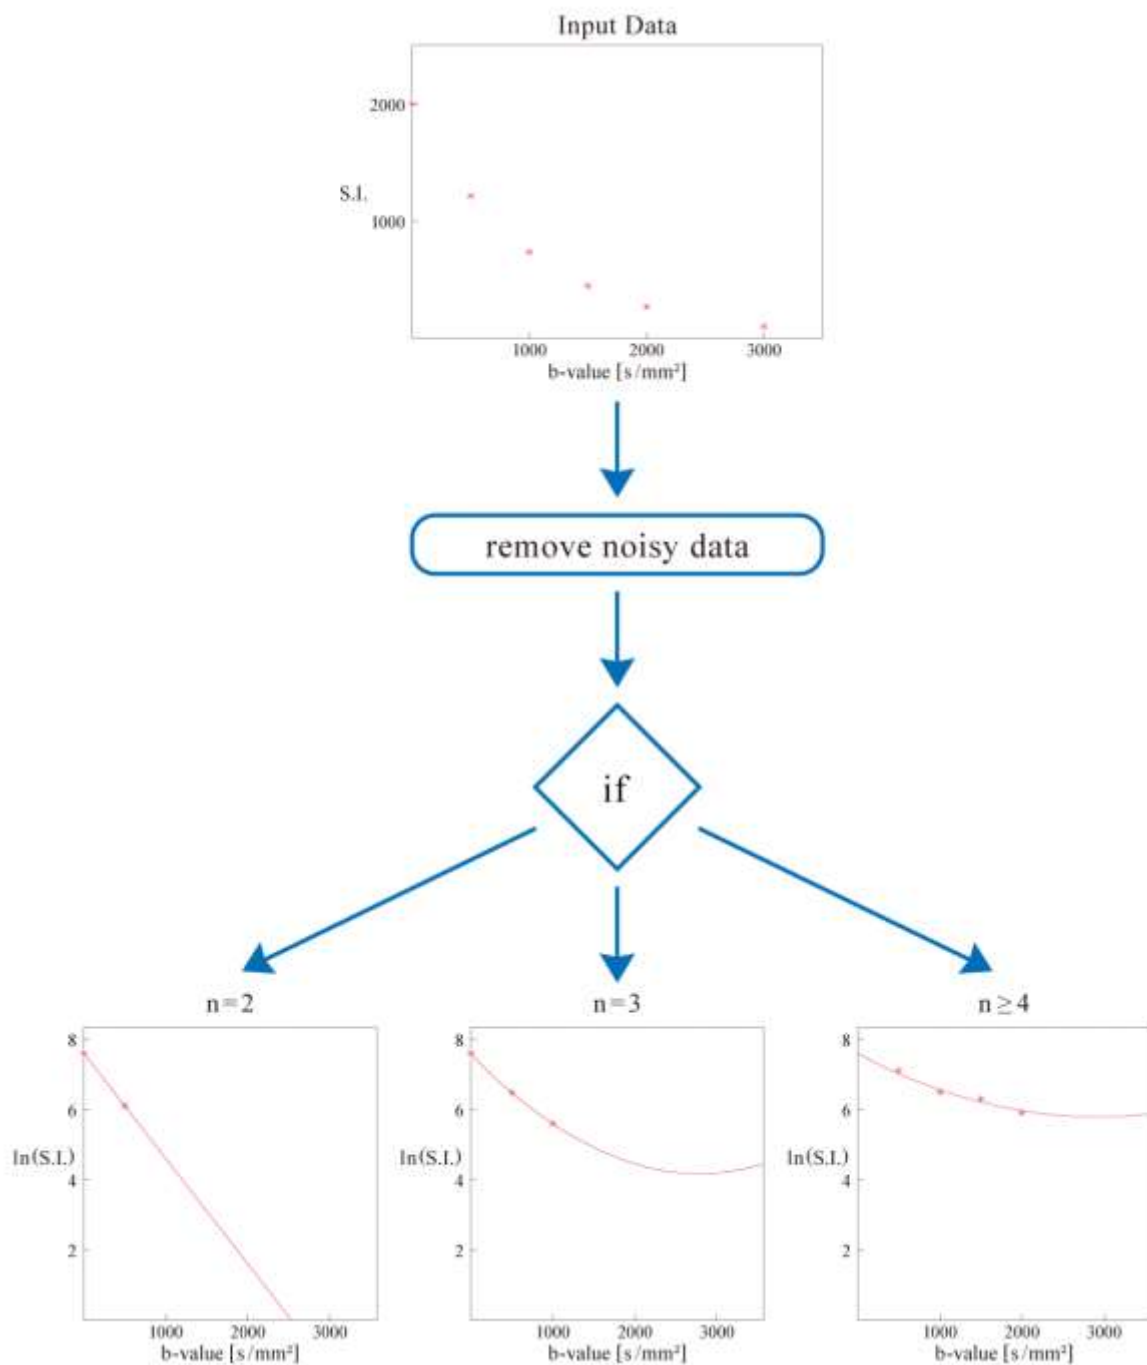 Input Data
2000
S.I.
1000
1000 2000 3000
b-value [s/mm²]
remove noisy data
if
n=2
n=3
n ≥ 4
8
6
ln(S.I.)
4
2
1000 2000 3000
b-value [s/mm²]
8
6
ln(S.I.)
4
2
1000 2000 3000
b-value [s/mm²]
8
6
ln(S.I.)
4
2
1000 2000 3000
b-value [s/mm²]